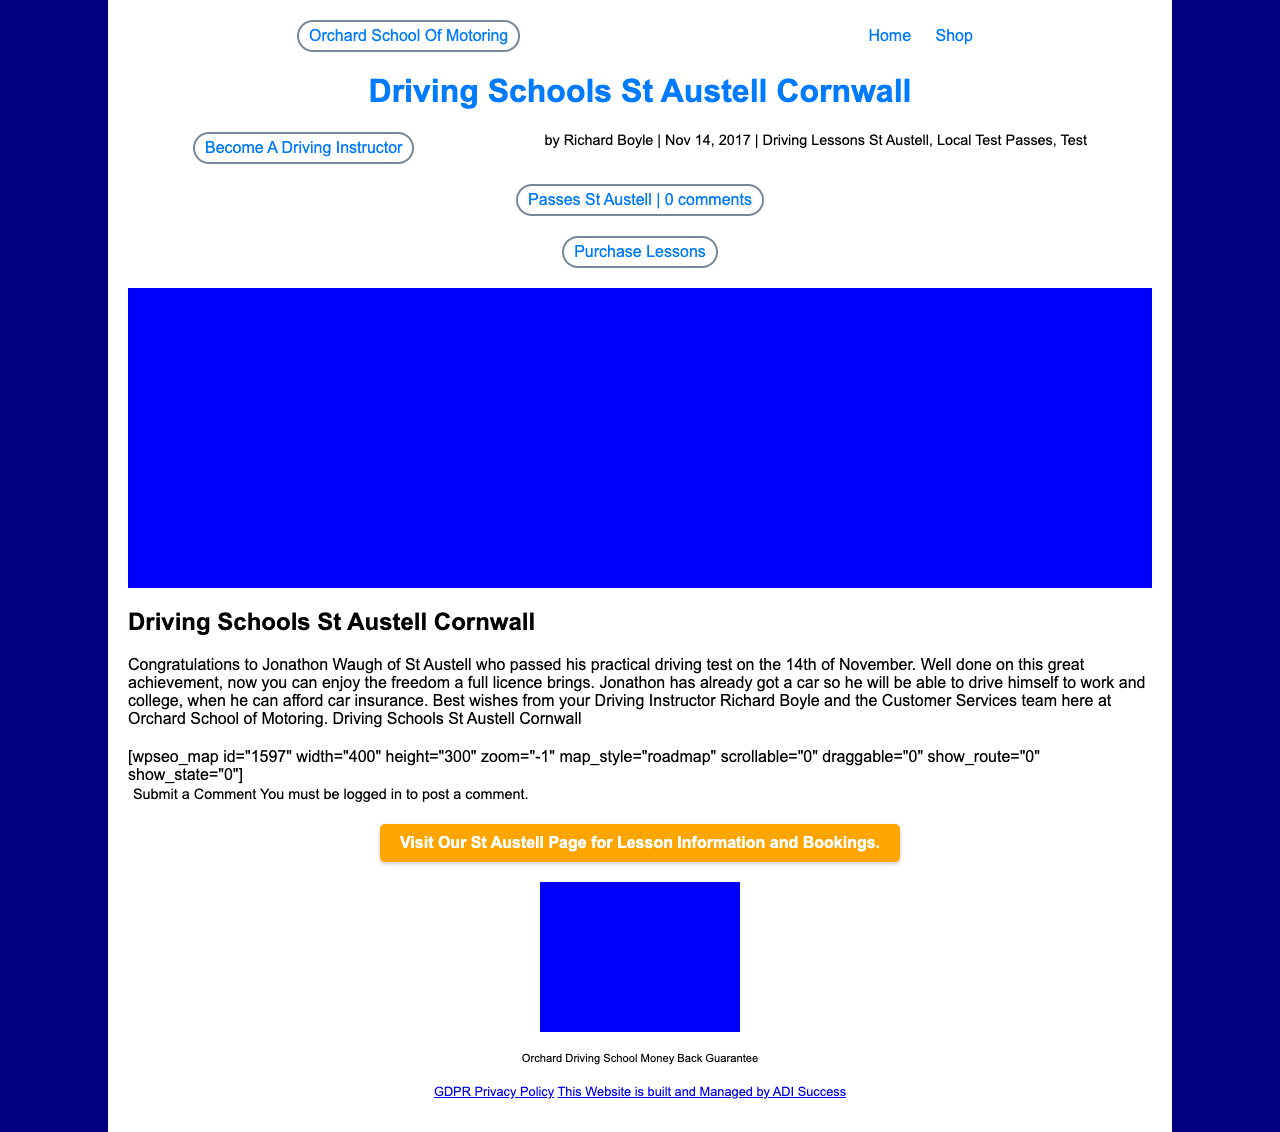 Orchard School Of Motoring
Home Shop
Driving Schools St Austell Cornwall
Become A Driving Instructor
by Richard Boyle | Nov 14, 2017 | Driving Lessons St Austell, Local Test Passes, Test
Passes St Austell | 0 comments
Purchase Lessons
Driving Schools St Austell Cornwall
Congratulations to Jonathon Waugh of St Austell who passed his practical driving test on the 14th of November. Well done on this great
achievement, now you can enjoy the freedom a full licence brings. Jonathon has already got a car so he will be able to drive himself to work and
college, when he can afford car insurance. Best wishes from your Driving Instructor Richard Boyle and the Customer Services team here at
Orchard School of Motoring. Driving Schools St Austell Cornwall
[wpseo_map id="1597" width="400" height="300" zoom="-1" map_style="roadmap" scrollable="0" draggable="0" show_route="0"
show_state="0"]
Submit a Comment You must be logged in to post a comment.
Visit Our St Austell Page for Lesson Information and Bookings.
Orchard Driving School Money Back Guarantee
GDPR Privacy Policy This Website is built and Managed by ADI Success